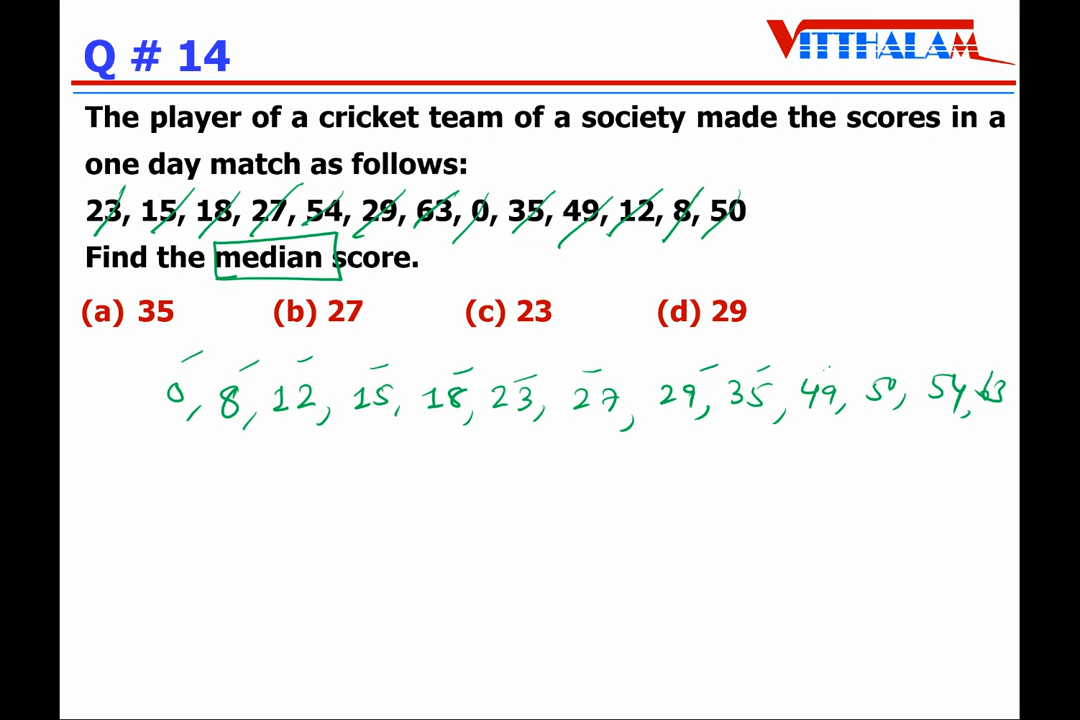 Q # 14
VITTHALAM
The player of a cricket team of a society made the scores in a
one day match as follows:
23, 15, 18, 27, 54, 29, 63, 0, 35, 49, 12, 8, 50
Find the median score.
(a) 35 (b) 27 (c) 23 (d) 29
0, 8, 12, 15, 18, 23, 27, 29, 35, 49, 50, 54, 63